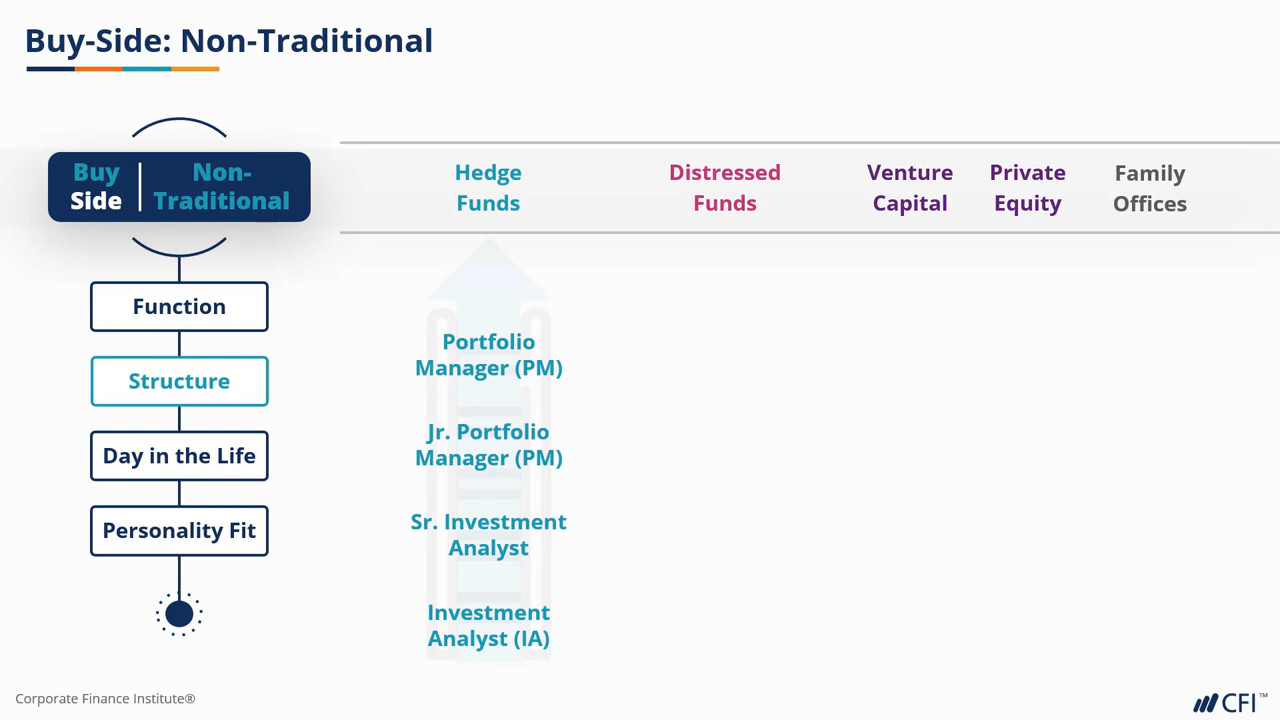 Buy-Side: Non-Traditional
Buy
Side
Non-
Traditional
Hedge
Funds
Distressed
Funds
Venture
Capital
Private
Equity
Family
Offices
Function
Structure
Day in the Life
Personality Fit
Portfolio
Manager (PM)
Jr. Portfolio
Manager (PM)
Sr. Investment
Analyst
Investment
Analyst (IA)
Corporate Finance Institute®
CFI™